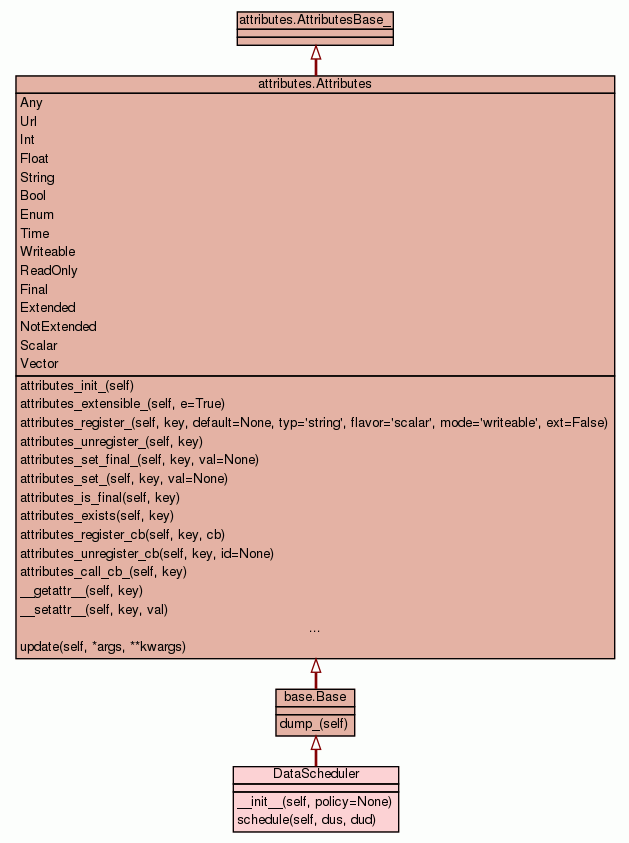 attributes.AttributesBase_
attributes.Attributes
Any
Url
Int
Float
String
Bool
Enum
Time
Writeable
ReadOnly
Final
Extended
NotExtended
Scalar
Vector
attributes_init_(self)
attributes_extensible_(self, e=True)
attributes_register_(self, key, default=None, typ='string', flavor='scalar', mode='writeable', ext=False)
attributes_unregister_(self, key)
attributes_set_final_(self, key, val=None)
attributes_set_(self, key, val=None)
attributes_is_final(self, key)
attributes_exists(self, key)
attributes_register_cb(self, key, cb)
attributes_unregister_cb(self, key, id=None)
attributes_call_cb_(self, key)
__getattr__(self, key)
__setattr__(self, key, val)
...
update(self, *args, **kwargs)
base.Base
dump_(self)
DataScheduler
__init__(self, policy=None)
schedule(self, dus, dud)